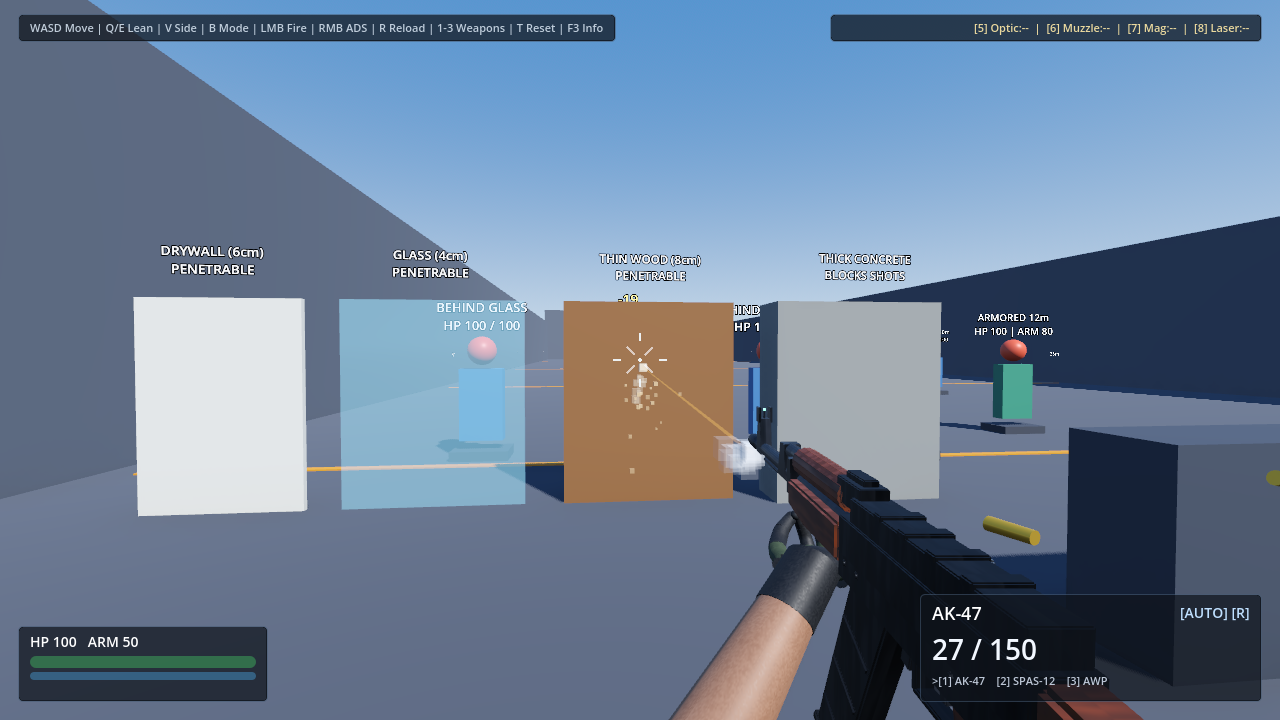 WASD Move | Q/E Lean | V Side | B Mode | LMB Fire | RMB ADS | R Reload | 1-3 Weapons | T Reset | F3 Info
[5] Optic:-- | [6] Muzzle:-- | [7] Mag:-- | [8] Laser:--
DRYWALL (6cm)
PENETRABLE
GLASS (4cm)
PENETRABLE
THIN WOOD (8cm)
PENETRABLE
THICK CONCRETE
BLOCKS SHOTS
-19
BEHIND GLASS
HP 100 / 100
ARMORED 12m
HP 100 | ARM 80
HP 100 ARM 50
AK-47
[AUTO] [R]
27 / 150
>[1] AK-47 [2] SPAS-12 [3] AWP